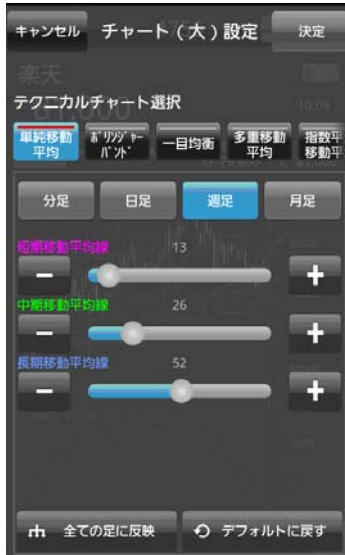 キャンセル チャート(大)設定 決定
楽天
テクニカルチャート選択
10:09
単純移動平均 ボリンジャーバンド 一目均衡 多重移動平均 指数平移動平
分足 日足 週足 月足
短期移動平均線 13
中期移動平均線 26
長期移動平均線 52
全ての足に反映 デフォルトに戻す